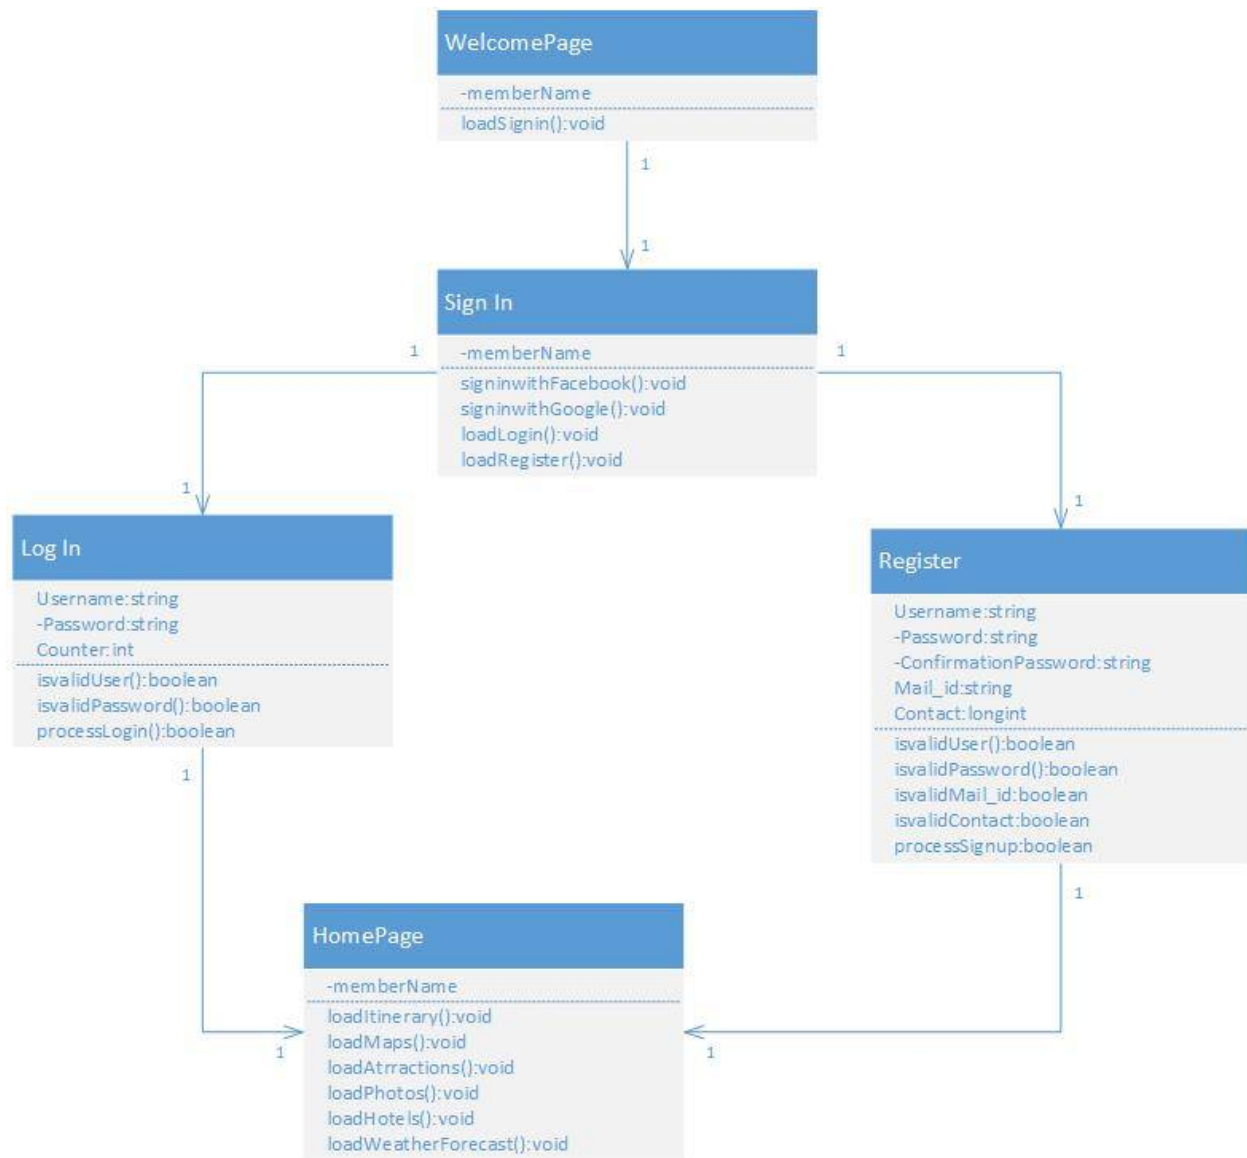 WelcomePage
-memberName
loadSignin():void
1
1
Sign In
-memberName
signinwithFacebook():void
signinwithGoogle():void
loadLogin():void
loadRegister():void
1
1
1
1
Log In
Username:string
-Password:string
Counter:int
isvalidUser():boolean
isvalidPassword():boolean
processLogin():boolean
1
Register
Username:string
-Password:string
-ConfirmationPassword:string
Mail_id:string
Contact:longint
isvalidUser():boolean
isvalidPassword():boolean
isvalidMail_id:boolean
isvalidContact:boolean
processSignup:boolean
1
HomePage
-memberName
loadItinerary():void
loadMaps():void
loadAtrractions():void
loadPhotos():void
loadHotels():void
loadWeatherForecast():void
1
1